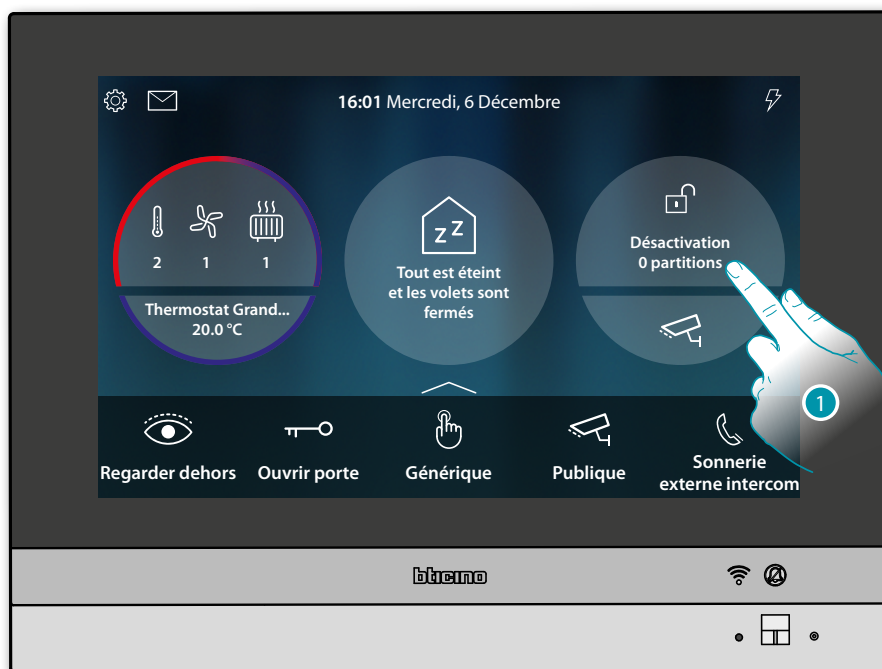 16:01 Mercredi, 6 Décembre
2 1 1
Thermostat Grand...
20.0 °C
z Z
Tout est éteint
et les volets sont
fermés
Désactivation
0 partitions
1
Regarder dehors
Ouvrir porte
Générique
Publique
Sonnerie
externe intercom
bticino